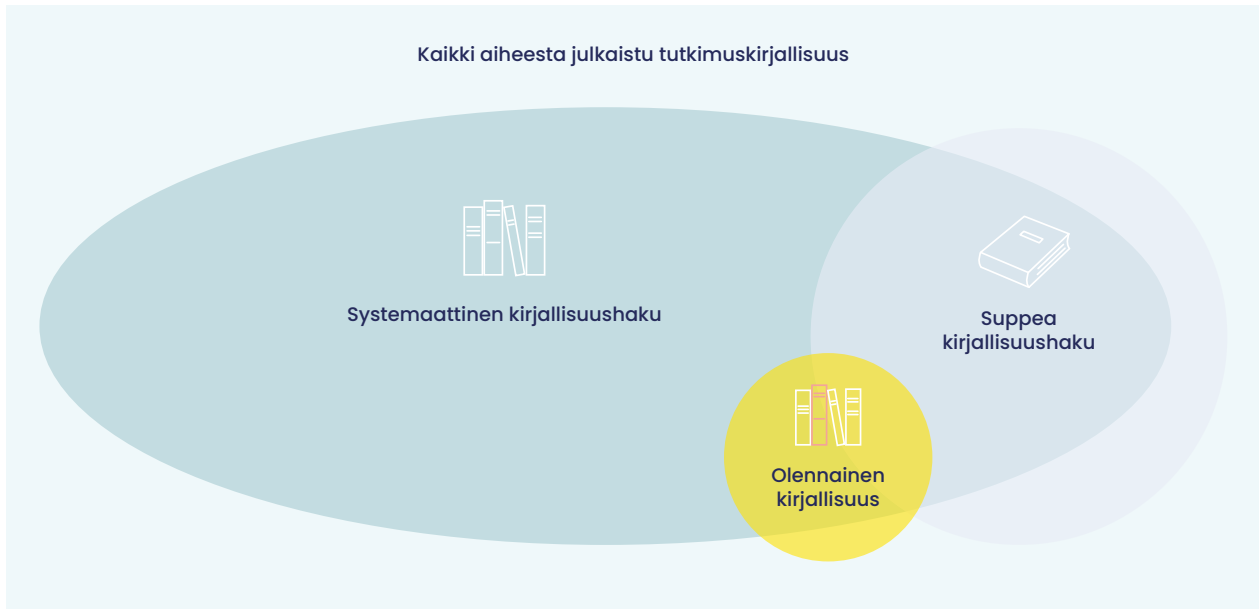 Kaikki aiheesta julkaistu tutkimuskirjallisuus
Systemaattinen kirjallisuushaku
Suppea
kirjallisuushaku
Olennainen
kirjallisuus